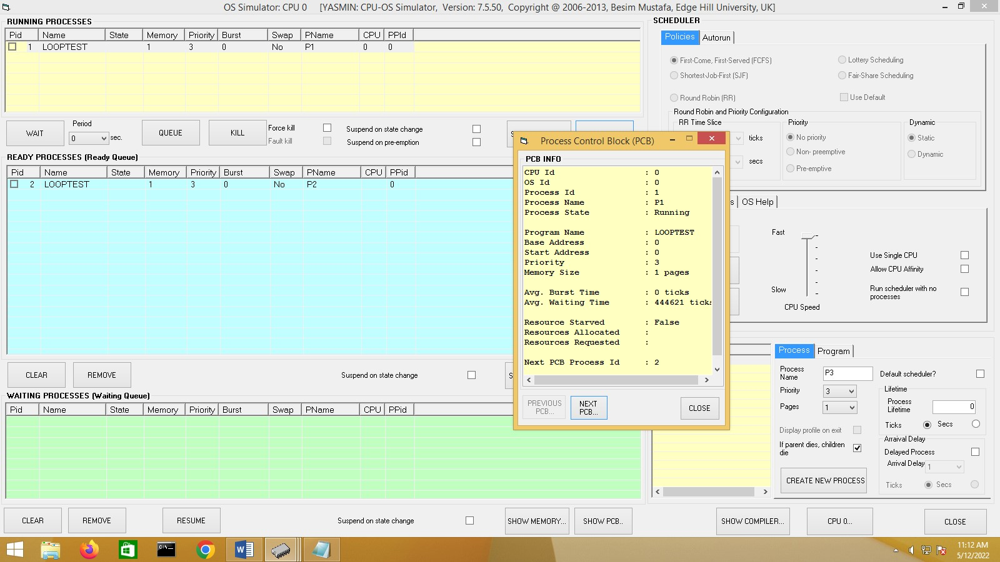 OS Simulator: CPU 0 [YASMIN: CPU-OS Simulator, Version: 7.5.50, Copyright @ 2006-2013, Besim Mustafa, Edge Hill University, UK]
RUNNING PROCESSES
Pid Name State Memory Priority Burst Swap PName CPU PPId
1 LOOPTEST 1 3 0 No P1 0 0
WAIT
Period
0 sec.
QUEUE
KILL
Force kill
Fault kill
Suspend on state change
Suspend on pre-emption
READY PROCESSES (Ready Queue)
Pid Name State Memory Priority Burst Swap PName CPU PPId
2 LOOPTEST 1 3 0 No P2 0
CLEAR
REMOVE
Suspend on state change
WAITING PROCESSES (Waiting Queue)
Pid Name State Memory Priority Burst Swap PName CPU PPId
CLEAR
REMOVE
RESUME
Suspend on state change
SHOW MEMORY...
SHOW PCB..
Process Control Block (PCB)
PCB INFO
CPU Id : 0
OS Id : 0
Process Id : 1
Process Name : P1
Process State : Running
Program Name : LOOPTEST
Base Address : 0
Start Address : 0
Priority : 3
Memory Size : 1 pages
Avg. Burst Time : 0 ticks
Avg. Waiting Time : 444621 ticks
Resource Starved : False
Resources Allocated :
Resources Requested :
Next PCB Process Id : 2
PREVIOUS PCB...
NEXT PCB...
CLOSE
SCHEDULER
Policies Autorun
First-Come, First-Served (FCFS)
Lottery Scheduling
Shortest-Job-First (SJF)
Fair-Share Scheduling
Round Robin (RR)
Use Default
Round Robin and Priority Configuration
RR Time Slice
ticks
secs
Priority
No priority
Non- preemptive
Pre-emptive
Dynamic
Static
Dynamic
OS Help
Fast
Slow
CPU Speed
Use Single CPU
Allow CPU Affinity
Run scheduler with no
processes
Process Program
Process
Name
P3
Default scheduler?
Priority 3
Pages 1
Lifetime
Process
Lifetime
0
Ticks Secs
Display profile on exit
If parent dies, children
die
Arraival Delay
Delayed Process
Arrival Delay 1
Ticks Secs
CREATE NEW PROCESS
SHOW COMPILER...
CPU 0...
CLOSE
11:12 AM
5/12/2022